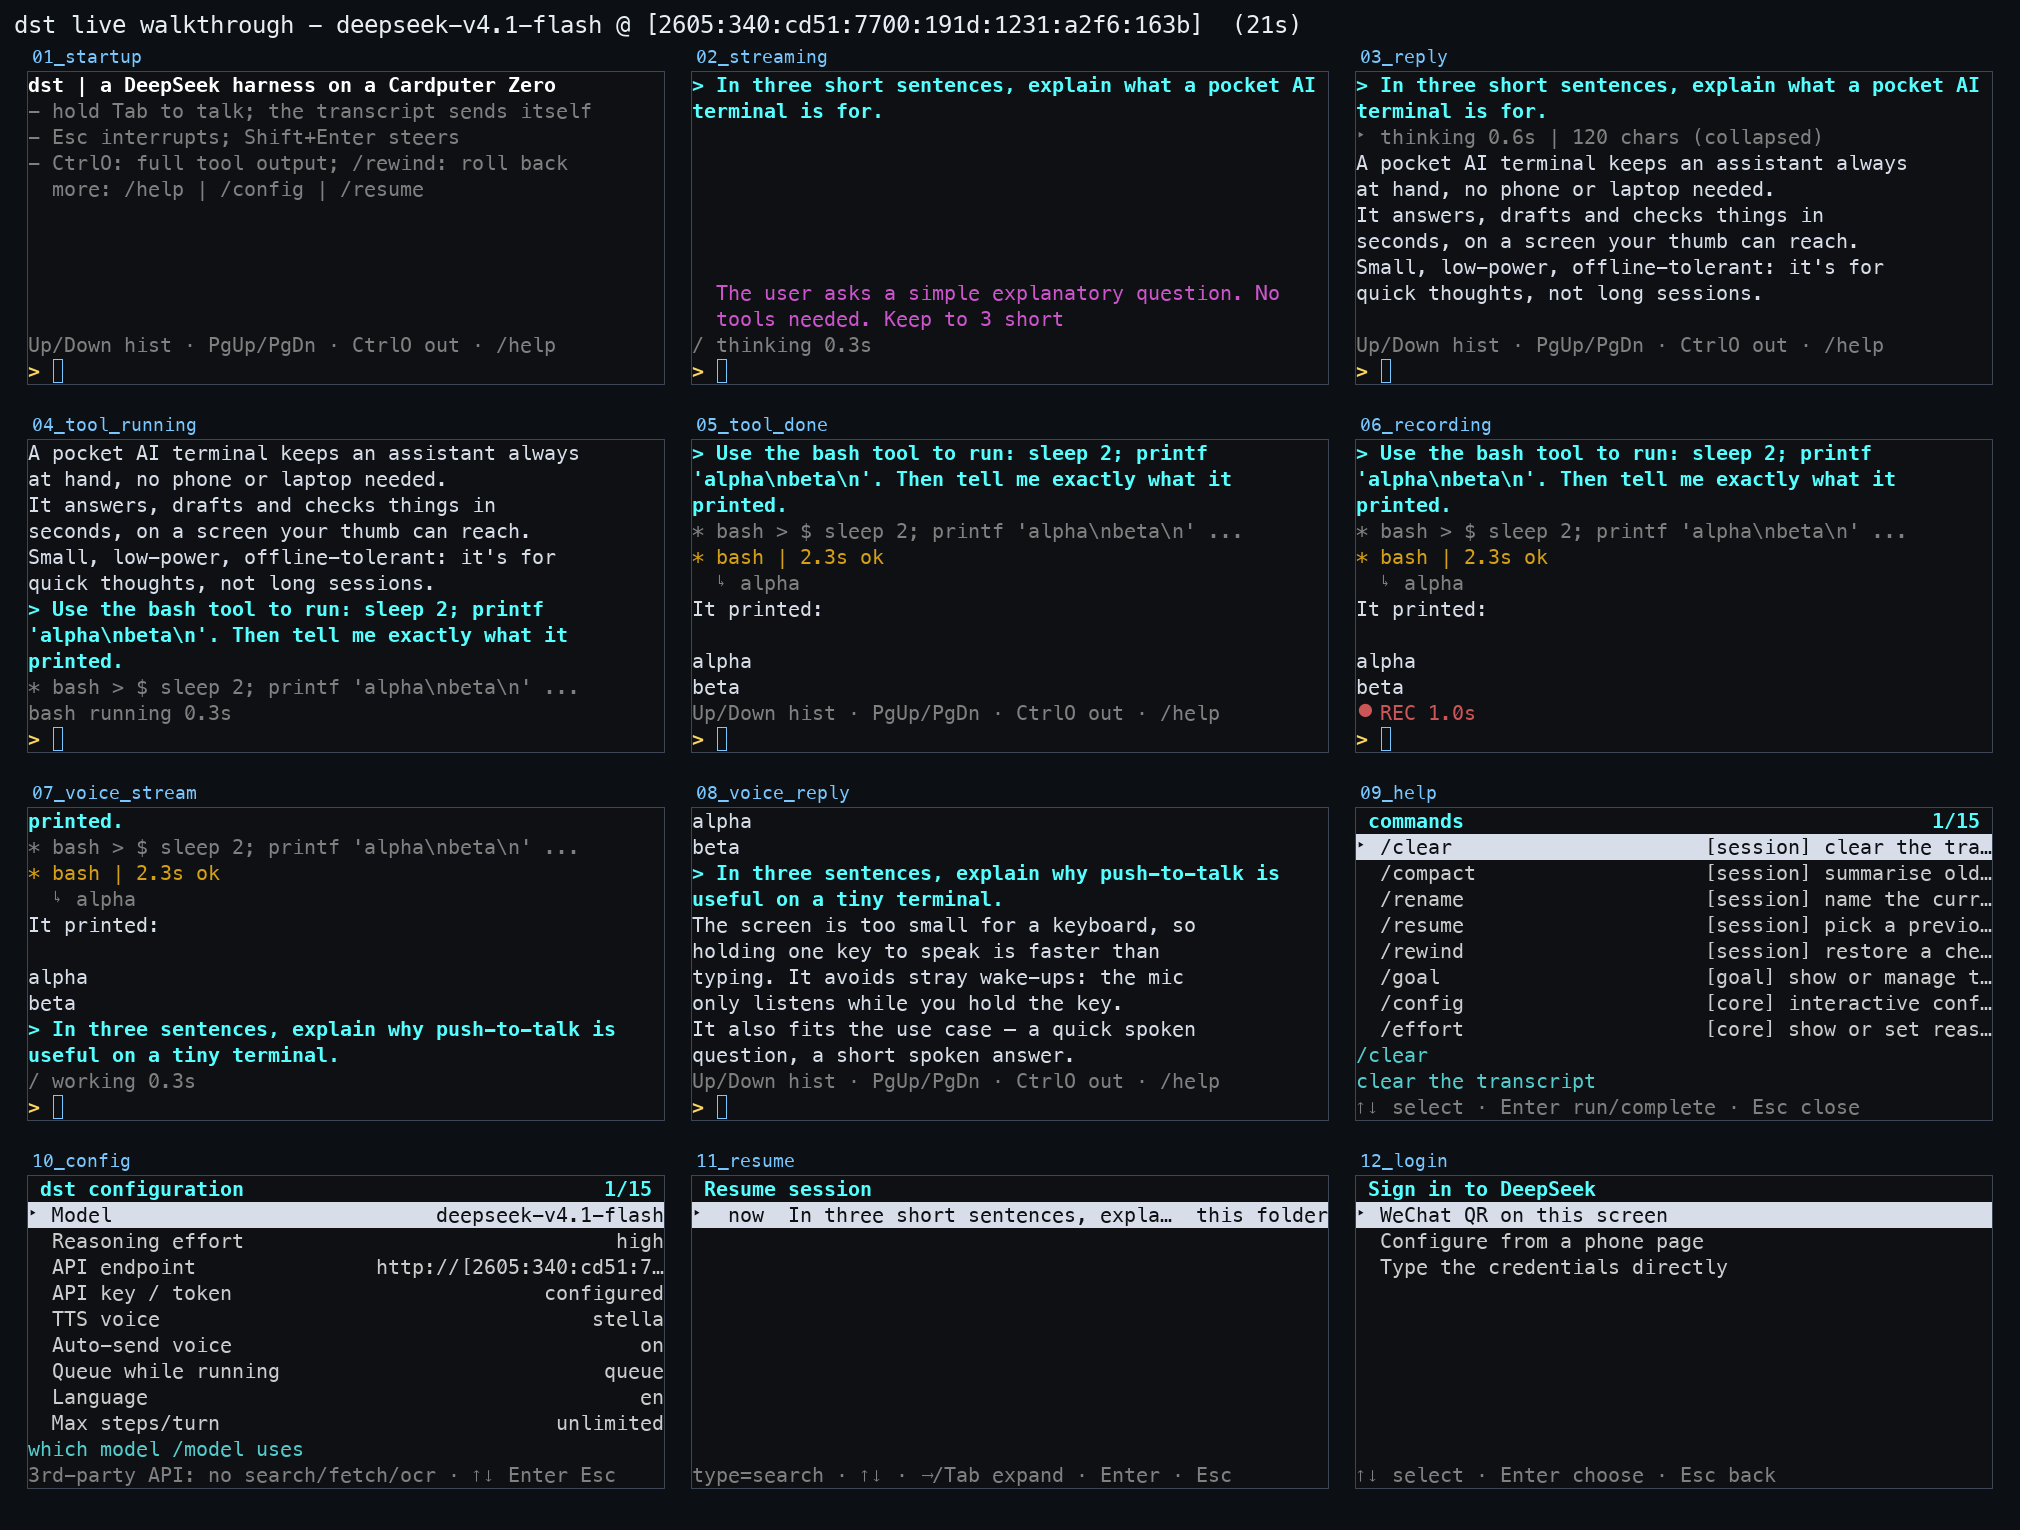 dst live walkthrough — deepseek-v4.1-flash @ [2605:340:cd51:7700:191d:1231:a2f6:163b]  (21s)
01_startup
dst | a DeepSeek harness on a Cardputer Zero
— hold Tab to talk; the transcript sends itself
— Esc interrupts; Shift+Enter steers
— CtrlO: full tool output; /rewind: roll back
more: /help | /config | /resume
Up/Down hist · PgUp/PgDn · CtrlO out · /help
>
02_streaming
> In three short sentences, explain what a pocket AI
terminal is for.
The user asks a simple explanatory question. No
tools needed. Keep to 3 short
/ thinking 0.3s
>
03_reply
> In three short sentences, explain what a pocket AI
terminal is for.
‣ thinking 0.6s | 120 chars (collapsed)
A pocket AI terminal keeps an assistant always
at hand, no phone or laptop needed.
It answers, drafts and checks things in
seconds, on a screen your thumb can reach.
Small, low-power, offline-tolerant: it's for
quick thoughts, not long sessions.
Up/Down hist · PgUp/PgDn · CtrlO out · /help
>
04_tool_running
A pocket AI terminal keeps an assistant always
at hand, no phone or laptop needed.
It answers, drafts and checks things in
seconds, on a screen your thumb can reach.
Small, low-power, offline-tolerant: it's for
quick thoughts, not long sessions.
> Use the bash tool to run: sleep 2; printf
'alpha\nbeta\n'. Then tell me exactly what it
printed.
* bash > $ sleep 2; printf 'alpha\nbeta\n' ...
bash running 0.3s
>
05_tool_done
> Use the bash tool to run: sleep 2; printf
'alpha\nbeta\n'. Then tell me exactly what it
printed.
* bash > $ sleep 2; printf 'alpha\nbeta\n' ...
* bash | 2.3s ok
↳ alpha
It printed:
alpha
beta
Up/Down hist · PgUp/PgDn · CtrlO out · /help
>
06_recording
> Use the bash tool to run: sleep 2; printf
'alpha\nbeta\n'. Then tell me exactly what it
printed.
* bash > $ sleep 2; printf 'alpha\nbeta\n' ...
* bash | 2.3s ok
↳ alpha
It printed:
alpha
beta
● REC 1.0s
>
07_voice_stream
printed.
* bash > $ sleep 2; printf 'alpha\nbeta\n' ...
* bash | 2.3s ok
↳ alpha
It printed:
alpha
beta
> In three sentences, explain why push-to-talk is
useful on a tiny terminal.
/ working 0.3s
>
08_voice_reply
alpha
beta
> In three sentences, explain why push-to-talk is
useful on a tiny terminal.
The screen is too small for a keyboard, so
holding one key to speak is faster than
typing. It avoids stray wake-ups: the mic
only listens while you hold the key.
It also fits the use case — a quick spoken
question, a short spoken answer.
Up/Down hist · PgUp/PgDn · CtrlO out · /help
>
09_help
commands 1/15
‣ /clear [session] clear the tra…
/compact [session] summarise old…
/rename [session] name the curr…
/resume [session] pick a previo…
/rewind [session] restore a che…
/goal [goal] show or manage t…
/config [core] interactive conf…
/effort [core] show or set reas…
/clear
clear the transcript
↑↓ select · Enter run/complete · Esc close
10_config
dst configuration 1/15
‣ Model deepseek-v4.1-flash
Reasoning effort high
API endpoint http://[2605:340:cd51:7…
API key / token configured
TTS voice stella
Auto-send voice on
Queue while running queue
Language en
Max steps/turn unlimited
which model /model uses
3rd-party API: no search/fetch/ocr · ↑↓ Enter Esc
11_resume
Resume session
‣ now In three short sentences, expla… this folder
type=search · ↑↓ · →/Tab expand · Enter · Esc
12_login
Sign in to DeepSeek
‣ WeChat QR on this screen
Configure from a phone page
Type the credentials directly
↑↓ select · Enter choose · Esc back